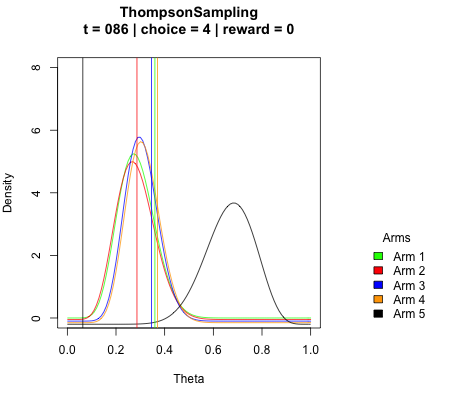 ThompsonSampling
t = 086 | choice = 4 | reward = 0
Density
8
6
4
2
0
0.0 0.2 0.4 0.6 0.8 1.0
Theta
Arms
Arm 1
Arm 2
Arm 3
Arm 4
Arm 5